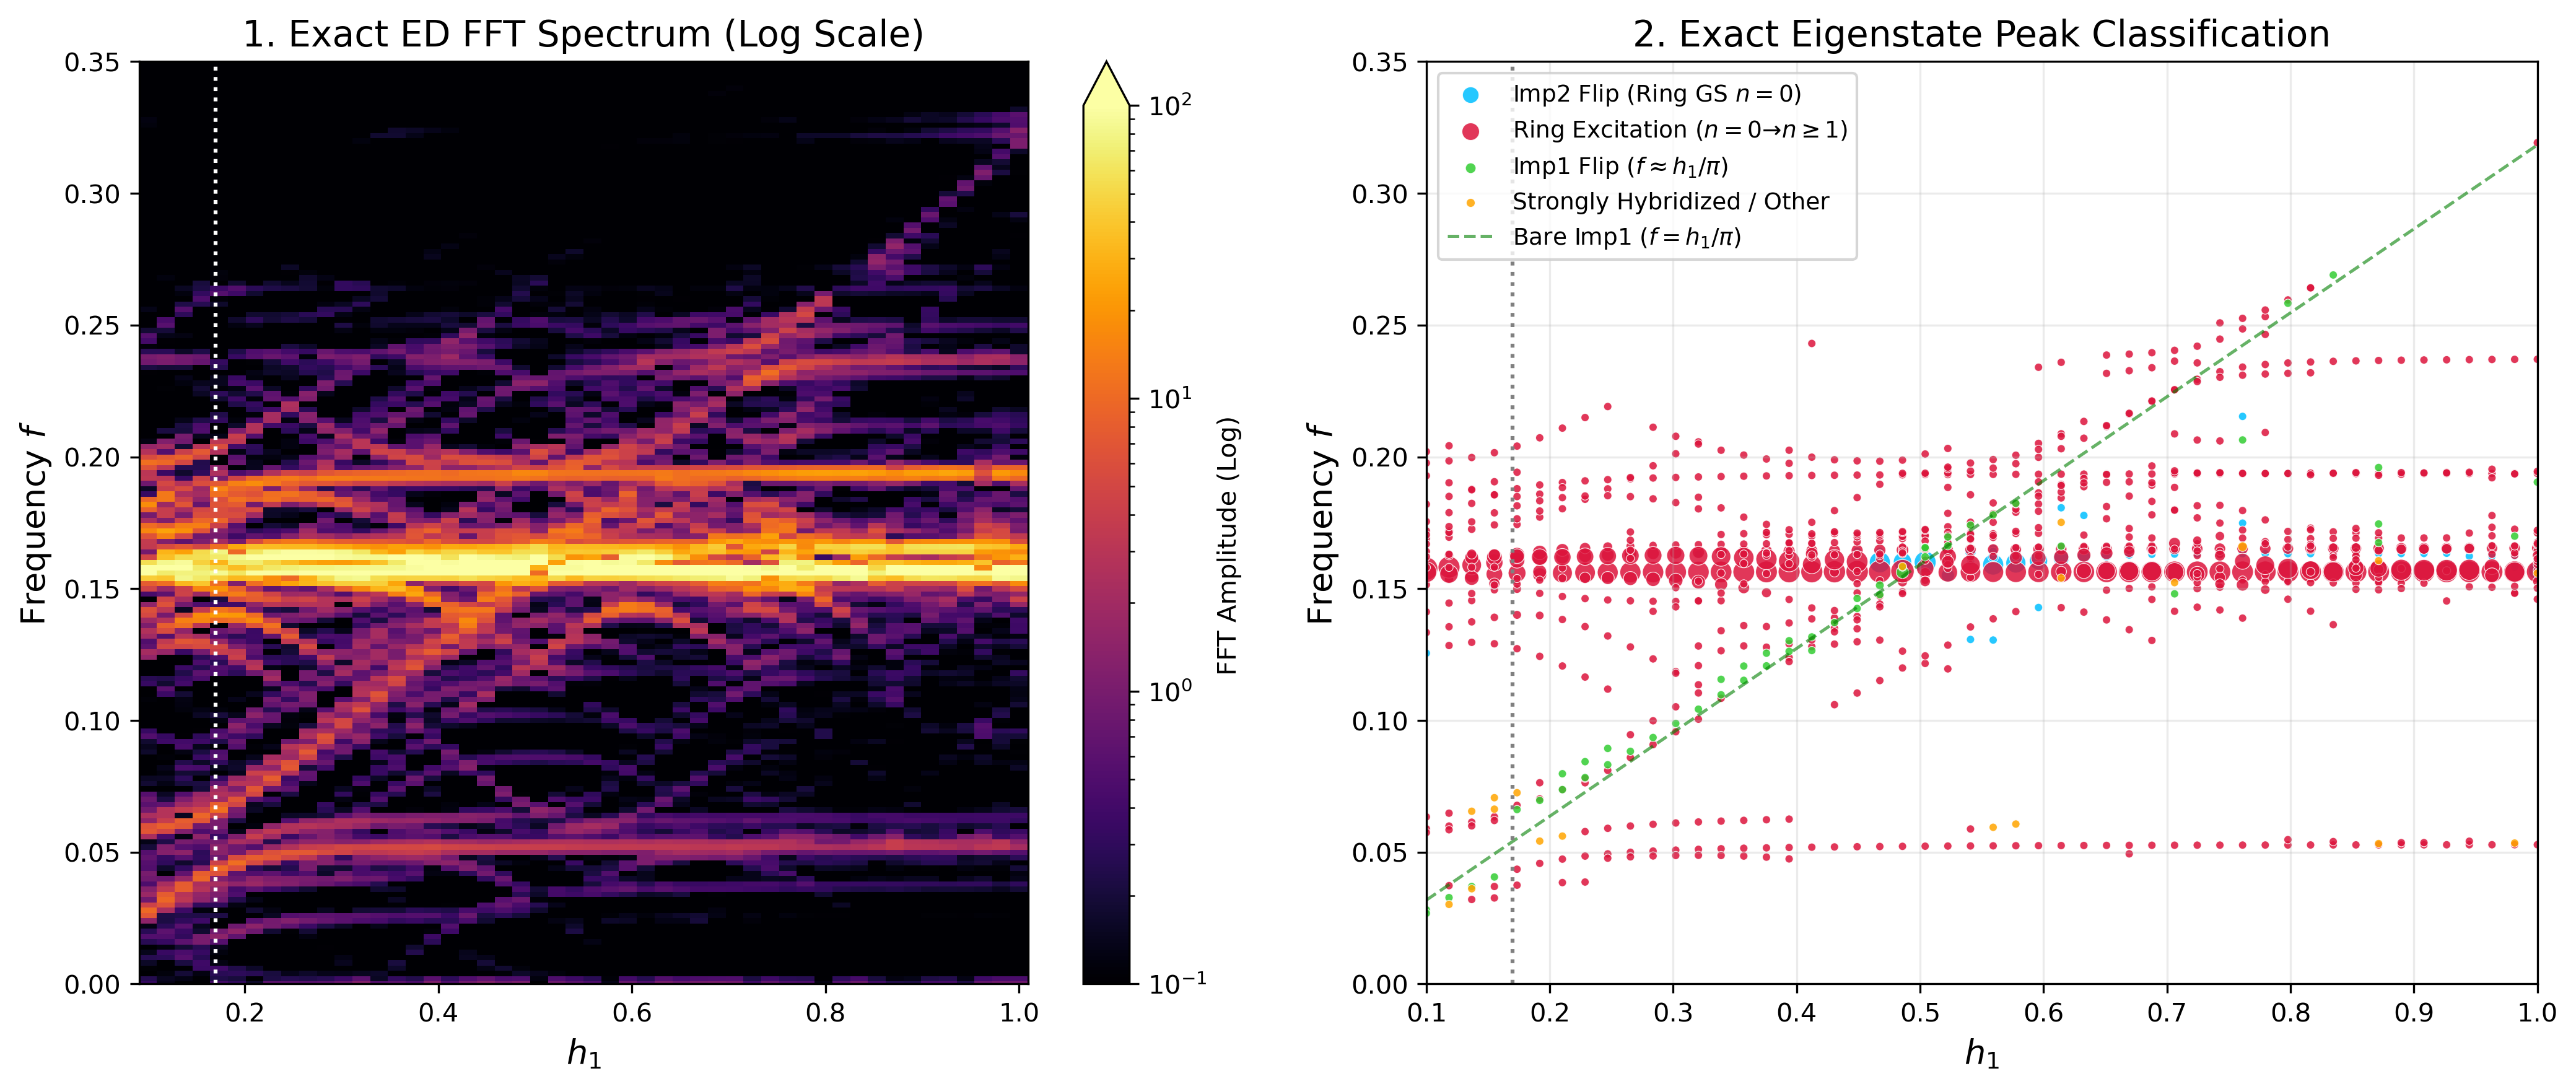 1. Exact ED FFT Spectrum (Log Scale)
Frequency f
0.35
0.30
0.25
0.20
0.15
0.10
0.05
0.00
0.2
0.4
0.6
0.8
1.0
h₁
10²
10¹
10⁰
10⁻¹
FFT Amplitude (Log)
2. Exact Eigenstate Peak Classification
Frequency f
0.35
0.30
0.25
0.20
0.15
0.10
0.05
0.00
Imp2 Flip (Ring GS n = 0)
Ring Excitation (n = 0→n ≥ 1)
Imp1 Flip (f ≈ h₁/π)
Strongly Hybridized / Other
Bare Imp1 (f = h₁/π)
0.1
0.2
0.3
0.4
0.5
0.6
0.7
0.8
0.9
1.0
h₁